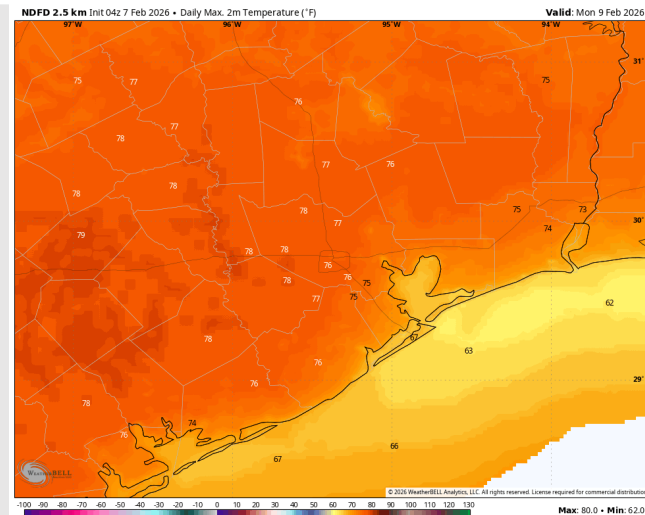 NDFD 2.5 km Init 04z 7 Feb 2026 • Daily Max. 2m Temperature (°F)
Valid: Mon 9 Feb 2026
97°W 96°W 95°W 94°W
31°
75 77 75
76
77
78
77 76
78
78
75 73
78
77 74
79
78 78
76
78 76 75
77 75
62
67
78 63
76
29°
76
78
74
76
66
67
30°
WEATHERBELL
© 2026 WeatherBELL Analytics, LLC. All rights reserved. License required for commercial distribution
-100 -90 -80 -70 -60 -50 -40 -30 -20 -10 0 10 20 30 40 50 60 70 80 90 100 110 120 130
Max: 80.0 • Min: 62.0